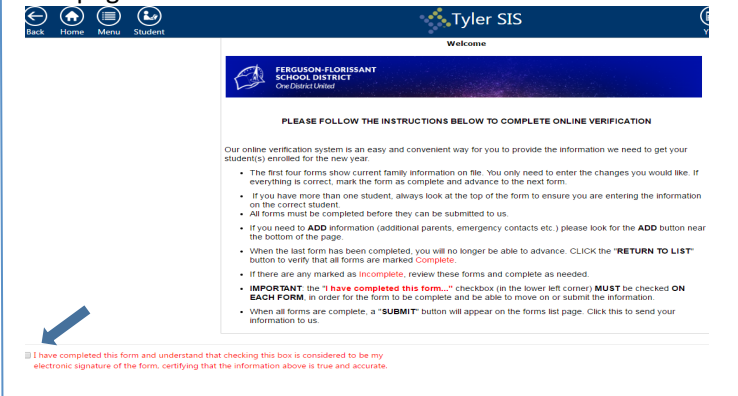 Back Home Menu Student
Tyler SIS
Welcome
FERGUSON-FLORISSANT
SCHOOL DISTRICT
One District United
PLEASE FOLLOW THE INSTRUCTIONS BELOW TO COMPLETE ONLINE VERIFICATION
Our online verification system is an easy and convenient way for you to provide the information we need to get your
student(s) enrolled for the new year.
• The first four forms show current family information on file. You only need to enter the changes you would like. If
everything is correct, mark the form as complete and advance to the next form.
• If you have more than one student, always look at the top of the form to ensure you are entering the information
on the correct student.
• All forms must be completed before they can be submitted to us.
• If you need to ADD information (additional parents, emergency contacts etc.) please look for the ADD button near
the bottom of the page.
• When the last form has been completed, you will no longer be able to advance. CLICK the "RETURN TO LIST"
button to verify that all forms are marked Complete.
• If there are any marked as Incomplete, review these forms and complete as needed.
• IMPORTANT: the "I have completed this form..." checkbox (in the lower left corner) MUST be checked ON
EACH FORM, in order for the form to be complete and be able to move on or submit the information.
• When all forms are complete, a "SUBMIT" button will appear on the forms list page. Click this to send your
information to us.
I have completed this form and understand that checking this box is considered to be my
electronic signature of the form, certifying that the information above is true and accurate.